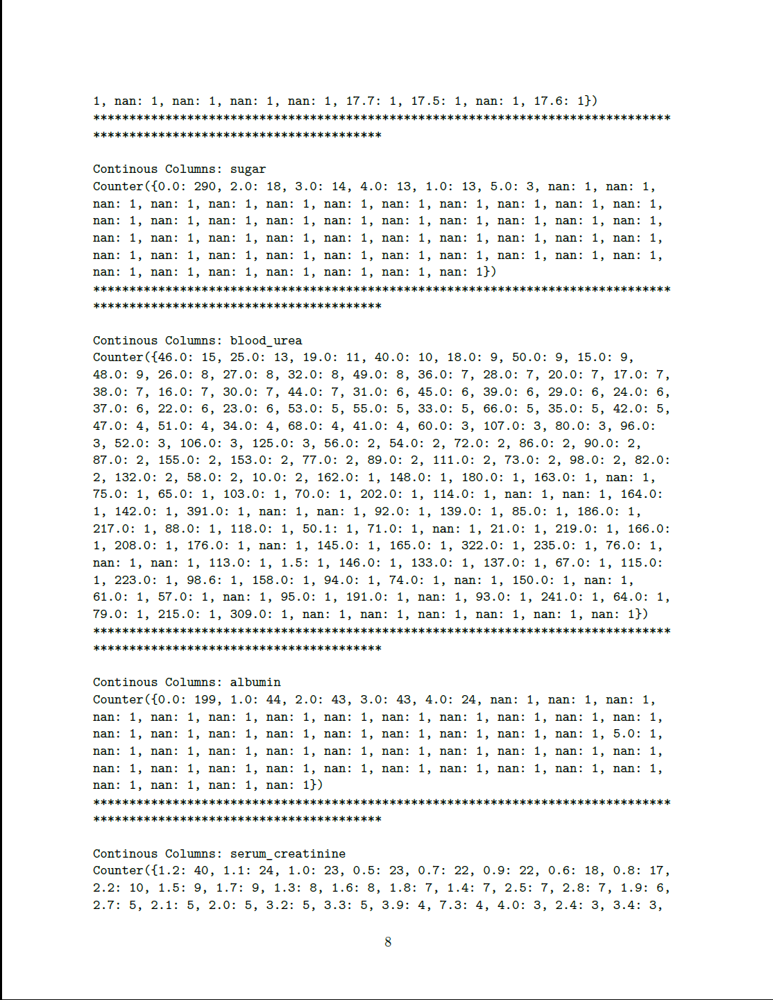 1, nan: 1, nan: 1, nan: 1, nan: 1, 17.7: 1, 17.5: 1, nan: 1, 17.6: 1})
********************************************************************************
****************************************
Continous Columns: sugar
Counter({0.0: 290, 2.0: 18, 3.0: 14, 4.0: 13, 1.0: 13, 5.0: 3, nan: 1, nan: 1,
nan: 1, nan: 1, nan: 1, nan: 1, nan: 1, nan: 1, nan: 1, nan: 1, nan: 1, nan: 1,
nan: 1, nan: 1, nan: 1, nan: 1, nan: 1, nan: 1, nan: 1, nan: 1, nan: 1, nan: 1,
nan: 1, nan: 1, nan: 1, nan: 1, nan: 1, nan: 1, nan: 1, nan: 1, nan: 1, nan: 1,
nan: 1, nan: 1, nan: 1, nan: 1, nan: 1, nan: 1, nan: 1, nan: 1, nan: 1, nan: 1,
nan: 1, nan: 1, nan: 1, nan: 1, nan: 1, nan: 1, nan: 1})
********************************************************************************
****************************************
Continous Columns: blood_urea
Counter({46.0: 15, 25.0: 13, 19.0: 11, 40.0: 10, 18.0: 9, 50.0: 9, 15.0: 9,
48.0: 9, 26.0: 8, 27.0: 8, 32.0: 8, 49.0: 8, 36.0: 7, 28.0: 7, 20.0: 7, 17.0: 7,
38.0: 7, 16.0: 7, 30.0: 7, 44.0: 7, 31.0: 6, 45.0: 6, 39.0: 6, 29.0: 6, 24.0: 6,
37.0: 6, 22.0: 6, 23.0: 6, 53.0: 5, 55.0: 5, 33.0: 5, 66.0: 5, 35.0: 5, 42.0: 5,
47.0: 4, 51.0: 4, 34.0: 4, 68.0: 4, 41.0: 4, 60.0: 3, 107.0: 3, 80.0: 3, 96.0:
3, 52.0: 3, 106.0: 3, 125.0: 3, 56.0: 2, 54.0: 2, 72.0: 2, 86.0: 2, 90.0: 2,
87.0: 2, 155.0: 2, 153.0: 2, 77.0: 2, 89.0: 2, 111.0: 2, 73.0: 2, 98.0: 2, 82.0:
2, 132.0: 2, 58.0: 2, 10.0: 2, 162.0: 1, 148.0: 1, 180.0: 1, 163.0: 1, nan: 1,
75.0: 1, 65.0: 1, 103.0: 1, 70.0: 1, 202.0: 1, 114.0: 1, nan: 1, nan: 1, 164.0:
1, 142.0: 1, 391.0: 1, nan: 1, nan: 1, 92.0: 1, 139.0: 1, 85.0: 1, 186.0: 1,
217.0: 1, 88.0: 1, 118.0: 1, 50.1: 1, 71.0: 1, nan: 1, 21.0: 1, 219.0: 1, 166.0:
1, 208.0: 1, 176.0: 1, nan: 1, 145.0: 1, 165.0: 1, 322.0: 1, 235.0: 1, 76.0: 1,
nan: 1, nan: 1, 113.0: 1, 1.5: 1, 146.0: 1, 133.0: 1, 137.0: 1, 67.0: 1, 115.0:
1, 223.0: 1, 98.6: 1, 158.0: 1, 94.0: 1, 74.0: 1, nan: 1, 150.0: 1, nan: 1,
61.0: 1, 57.0: 1, nan: 1, 95.0: 1, 191.0: 1, nan: 1, 93.0: 1, 241.0: 1, 64.0: 1,
79.0: 1, 215.0: 1, 309.0: 1, nan: 1, nan: 1, nan: 1, nan: 1, nan: 1, nan: 1})
********************************************************************************
****************************************
Continous Columns: albumin
Counter({0.0: 199, 1.0: 44, 2.0: 43, 3.0: 43, 4.0: 24, nan: 1, nan: 1, nan: 1,
nan: 1, nan: 1, nan: 1, nan: 1, nan: 1, nan: 1, nan: 1, nan: 1, nan: 1, nan: 1,
nan: 1, nan: 1, nan: 1, nan: 1, nan: 1, nan: 1, nan: 1, nan: 1, nan: 1, 5.0: 1,
nan: 1, nan: 1, nan: 1, nan: 1, nan: 1, nan: 1, nan: 1, nan: 1, nan: 1, nan: 1,
nan: 1, nan: 1, nan: 1, nan: 1, nan: 1, nan: 1, nan: 1, nan: 1, nan: 1, nan: 1,
nan: 1, nan: 1, nan: 1, nan: 1})
********************************************************************************
****************************************
Continous Columns: serum_creatinine
Counter({1.2: 40, 1.1: 24, 1.0: 23, 0.5: 23, 0.7: 22, 0.9: 22, 0.6: 18, 0.8: 17,
2.2: 10, 1.5: 9, 1.7: 9, 1.3: 8, 1.6: 8, 1.8: 7, 1.4: 7, 2.5: 7, 2.8: 7, 1.9: 6,
2.7: 5, 2.1: 5, 2.0: 5, 3.2: 5, 3.3: 5, 3.9: 4, 7.3: 4, 4.0: 3, 2.4: 3, 3.4: 3,
8